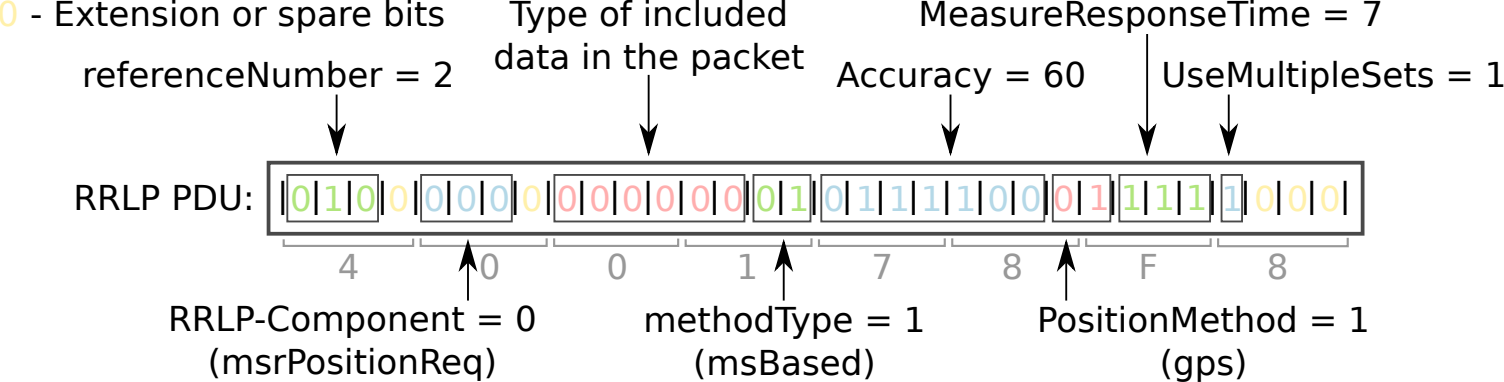 0 - Extension or spare bits
Type of included
data in the packet
MeasureResponseTime = 7
referenceNumber = 2
Accuracy = 60
UseMultipleSets = 1
RRLP PDU: |0|1|0|0|0|0|0|0|0|0|0|0|0|0|0|1|0|1|1|1|1|0|0|0|1|1|1|1|1|0|0|0|
4 0 0 1 7 8 F 8
RRLP-Component = 0
(msrPositionReq)
methodType = 1
(msBased)
PositionMethod = 1
(gps)